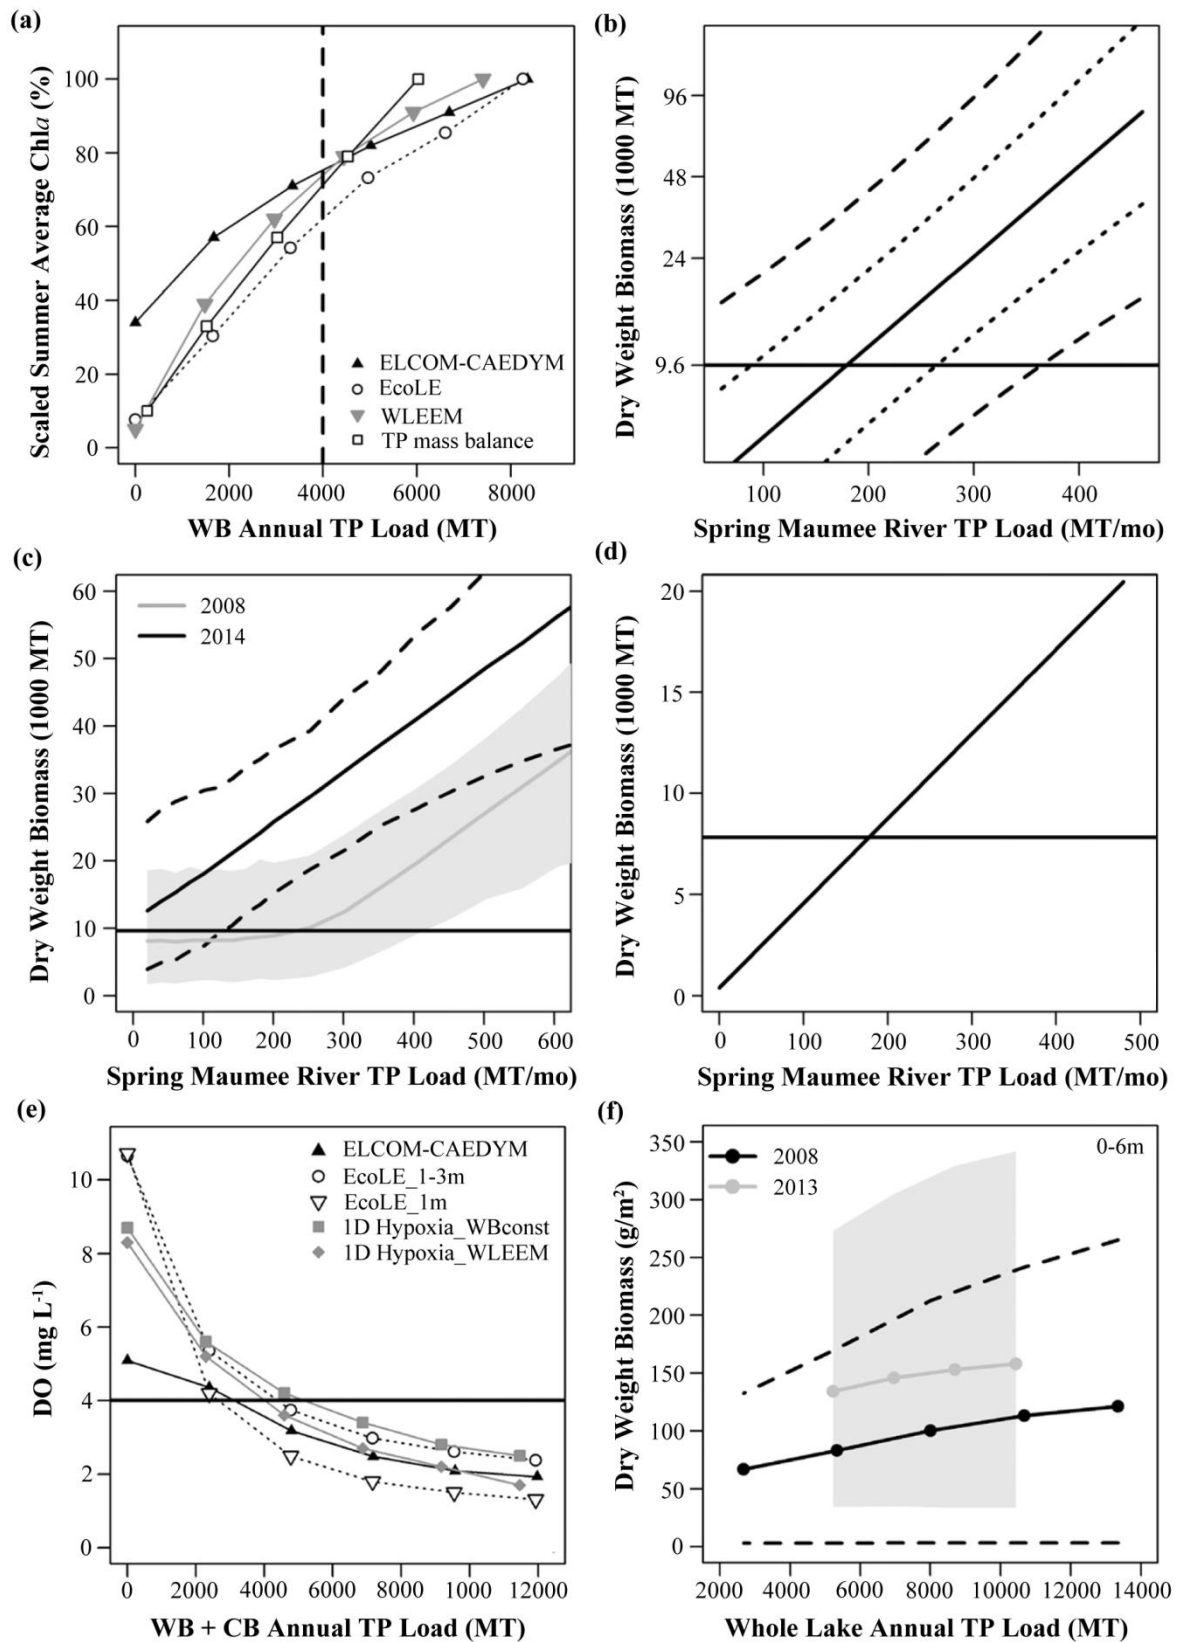 (a)
Scaled Summer Average Chla (%)
100
80
60
40
20
0
ELCOM-CAEDYM
EcoLE
WLEEM
TP mass balance
0 2000 4000 6000 8000
WB Annual TP Load (MT)
(b)
Dry Weight Biomass (1000 MT)
96
48
24
9.6
100 200 300 400
Spring Maumee River TP Load (MT/mo)
(c)
Dry Weight Biomass (1000 MT)
60
50
40
30
20
10
0
2008
2014
0 100 200 300 400 500 600
Spring Maumee River TP Load (MT/mo)
(d)
Dry Weight Biomass (1000 MT)
20
15
10
5
0
0 100 200 300 400 500
Spring Maumee River TP Load (MT/mo)
(e)
DO (mg L-1)
10
8
6
4
2
0
ELCOM-CAEDYM
EcoLE_1-3m
EcoLE_1m
1D Hypoxia_WBconst
1D Hypoxia_WLEEM
0 2000 4000 6000 8000 10000 12000
WB + CB Annual TP Load (MT)
(f)
Dry Weight Biomass (g/m²)
350
300
250
200
150
100
50
0
2008
2013
0-6m
2000 4000 6000 8000 10000 12000 14000
Whole Lake Annual TP Load (MT)